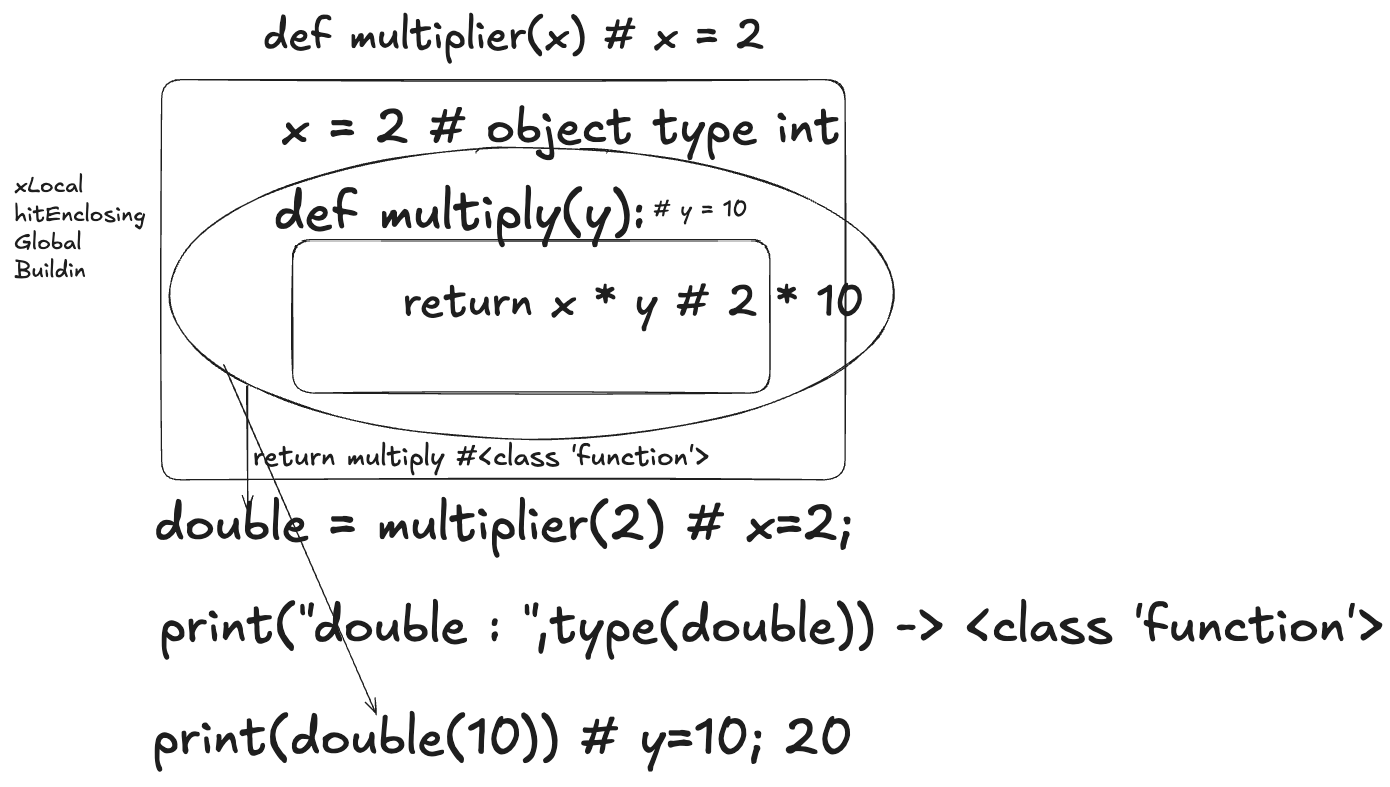 def multiplier(x) # x = 2
x = 2 # object type int
xLocal
hitEnclosing
Global
Buildin
def multiply(y): # y = 10
return x * y # 2 * 10
return multiply #<class 'function'>
double = multiplier(2) # x=2;
print("double : ",type(double)) -> <class 'function'>
print(double(10)) # y=10; 20